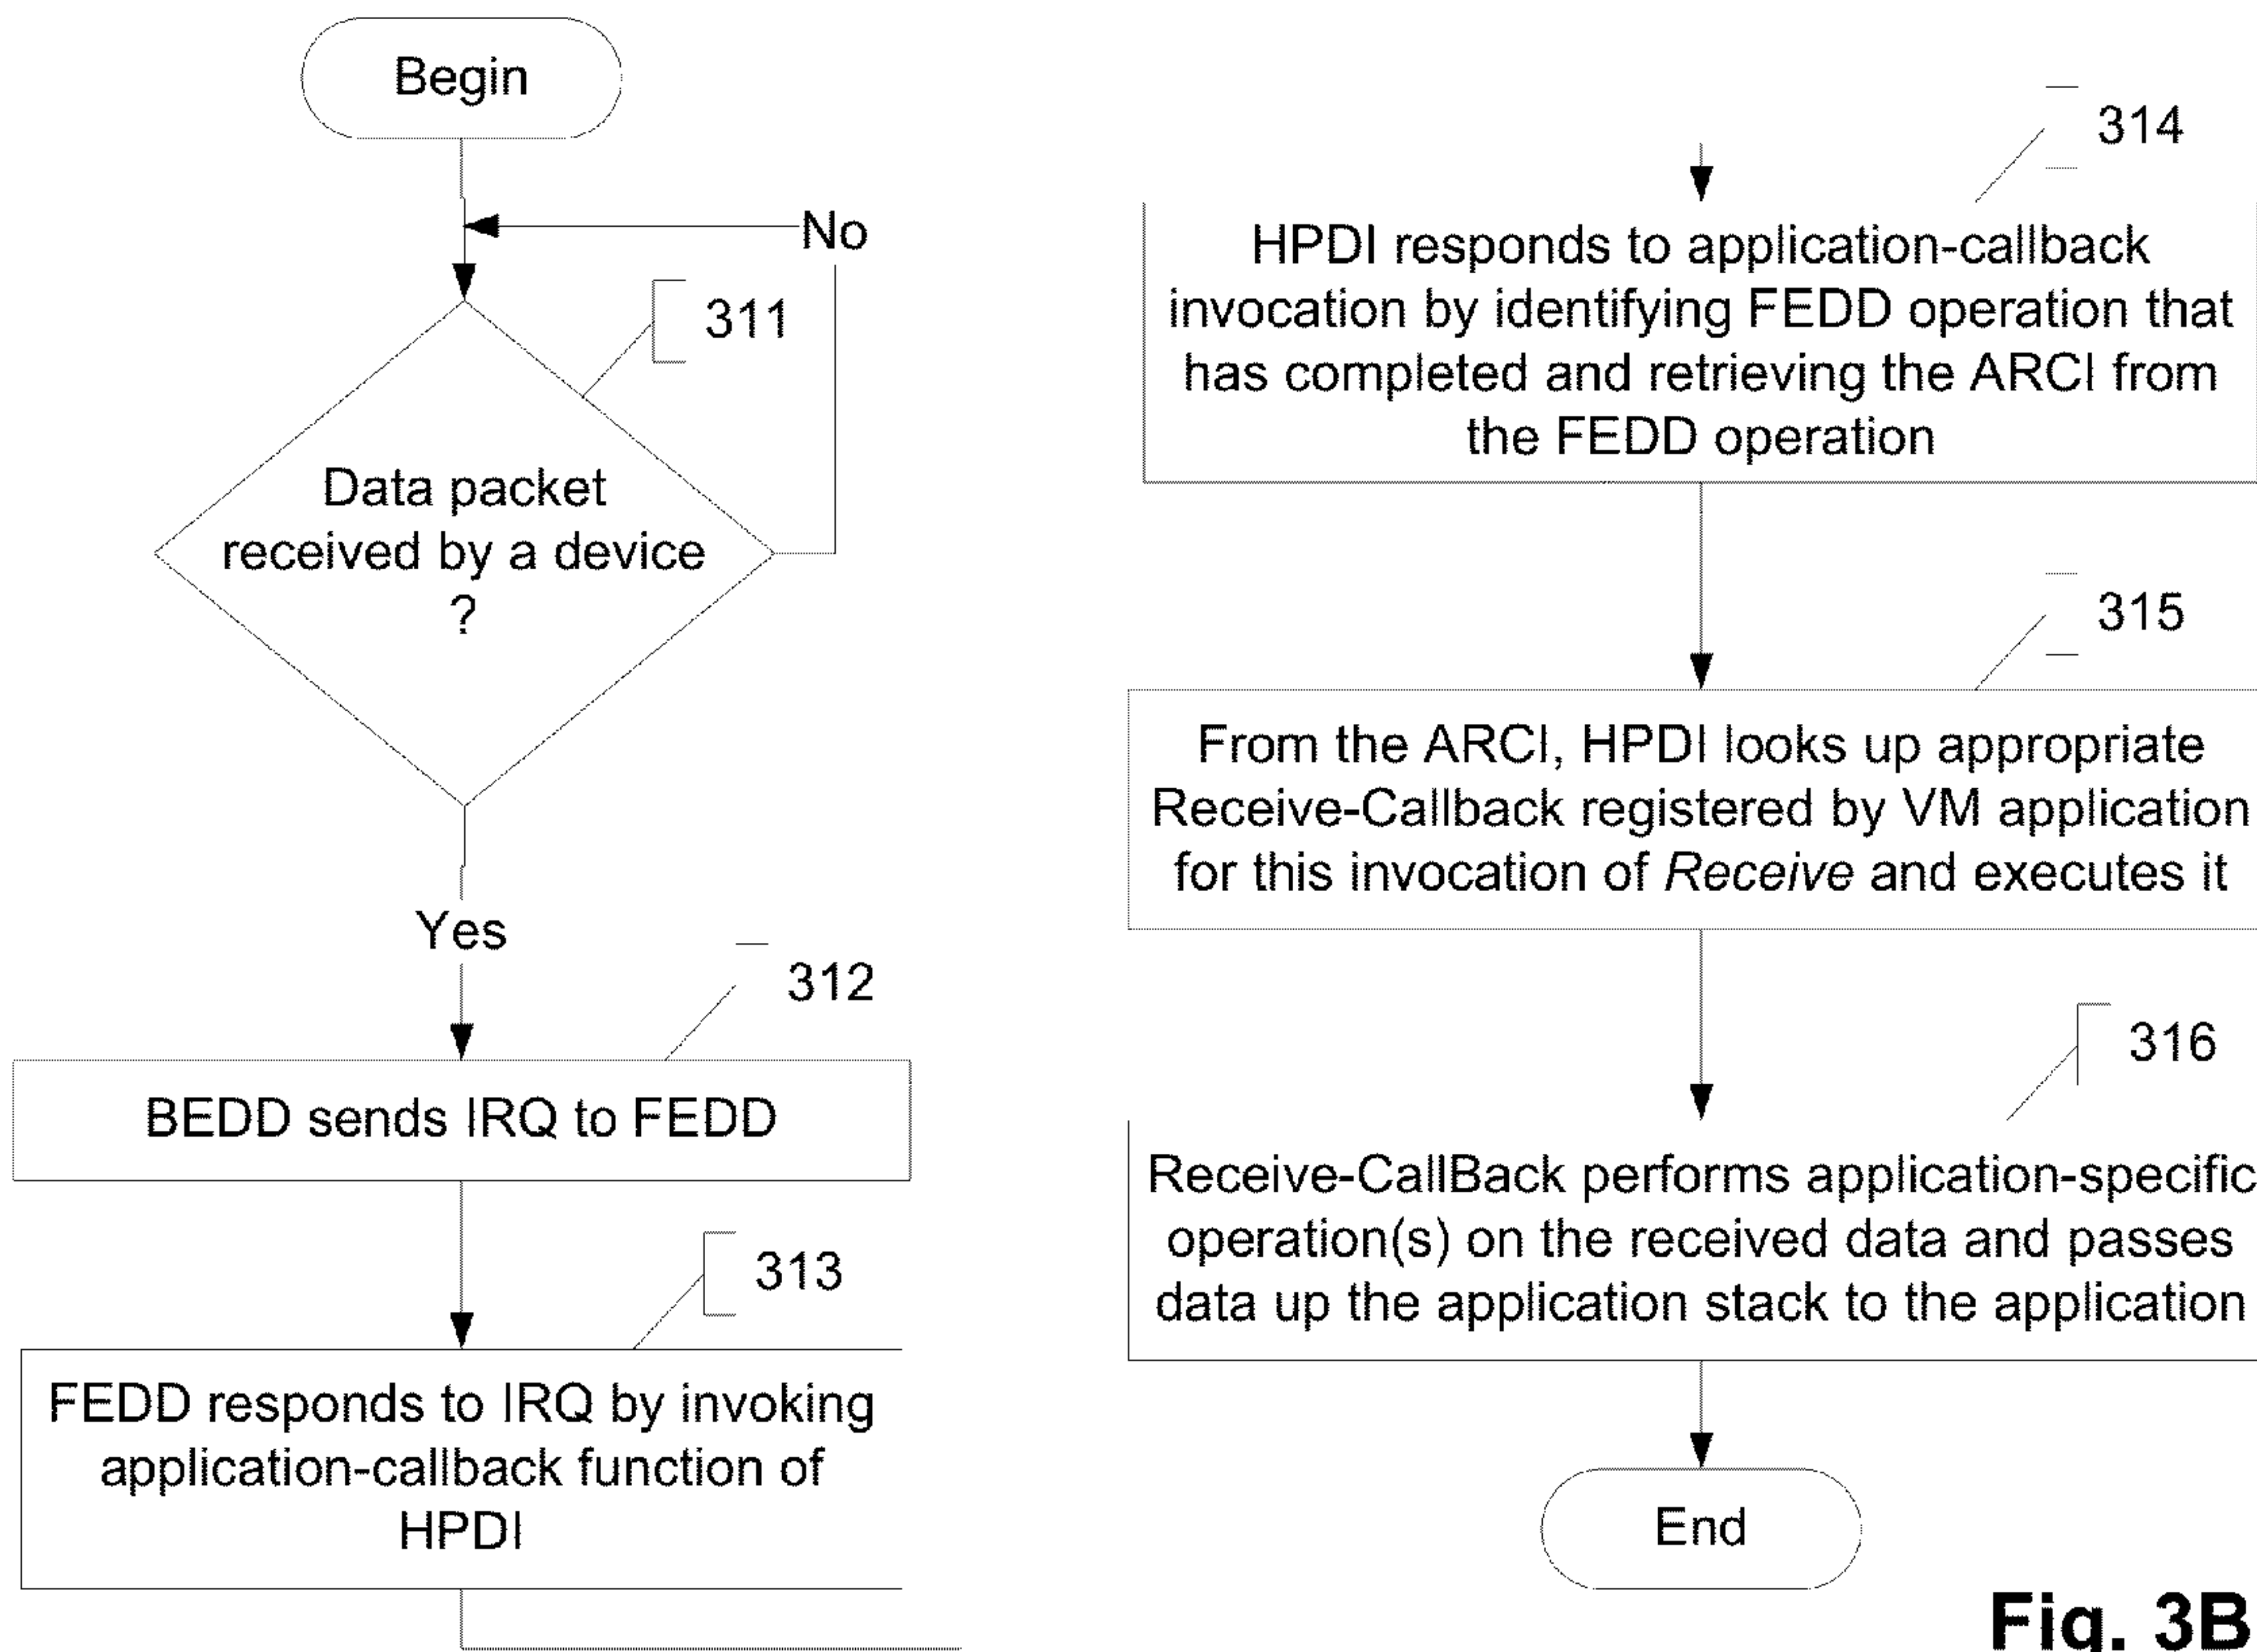 Begin
No
311
Data packet
received by a device
?
Yes
312
BEDD sends IRQ to FEDD
313
FEDD responds to IRQ by invoking
application-callback function of
HPDI
314
HPDI responds to application-callback
invocation by identifying FEDD operation that
has completed and retrieving the ARCI from
the FEDD operation
315
From the ARCI, HPDI looks up appropriate
Receive-Callback registered by VM application
for this invocation of Receive and executes it
316
Receive-CallBack performs application-specific
operation(s) on the received data and passes
data up the application stack to the application
End
Fig. 3B